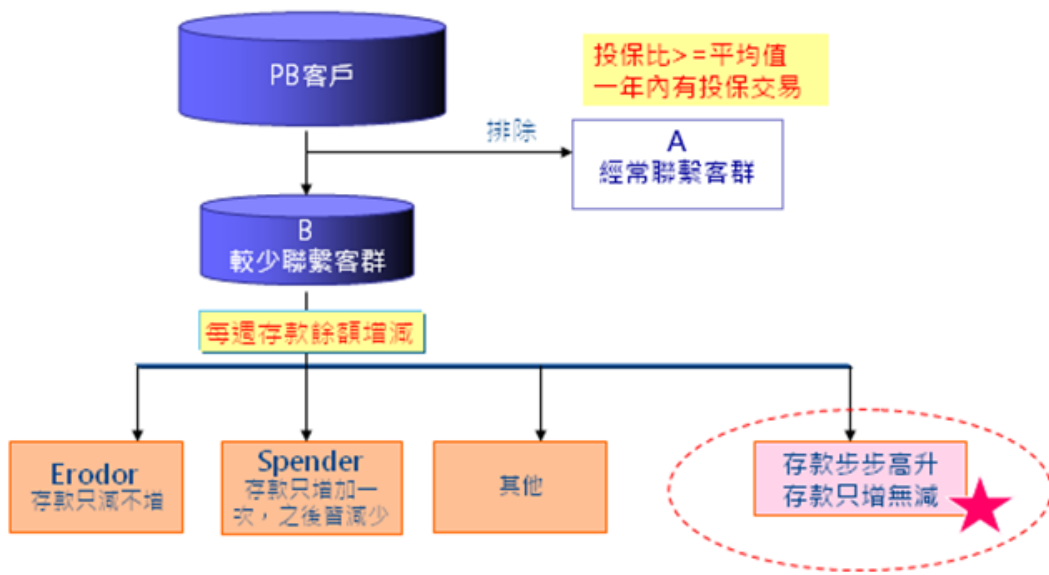 PB客戶
投保比>=平均值
一年內有投保交易
排除
A
經常聯繫客群
B
較少聯繫客群
每週存款餘額增減
Erodor
存款只減不增
Spender
存款只增加一
次，之後皆減少
其他
存款步步高升
存款只增無減